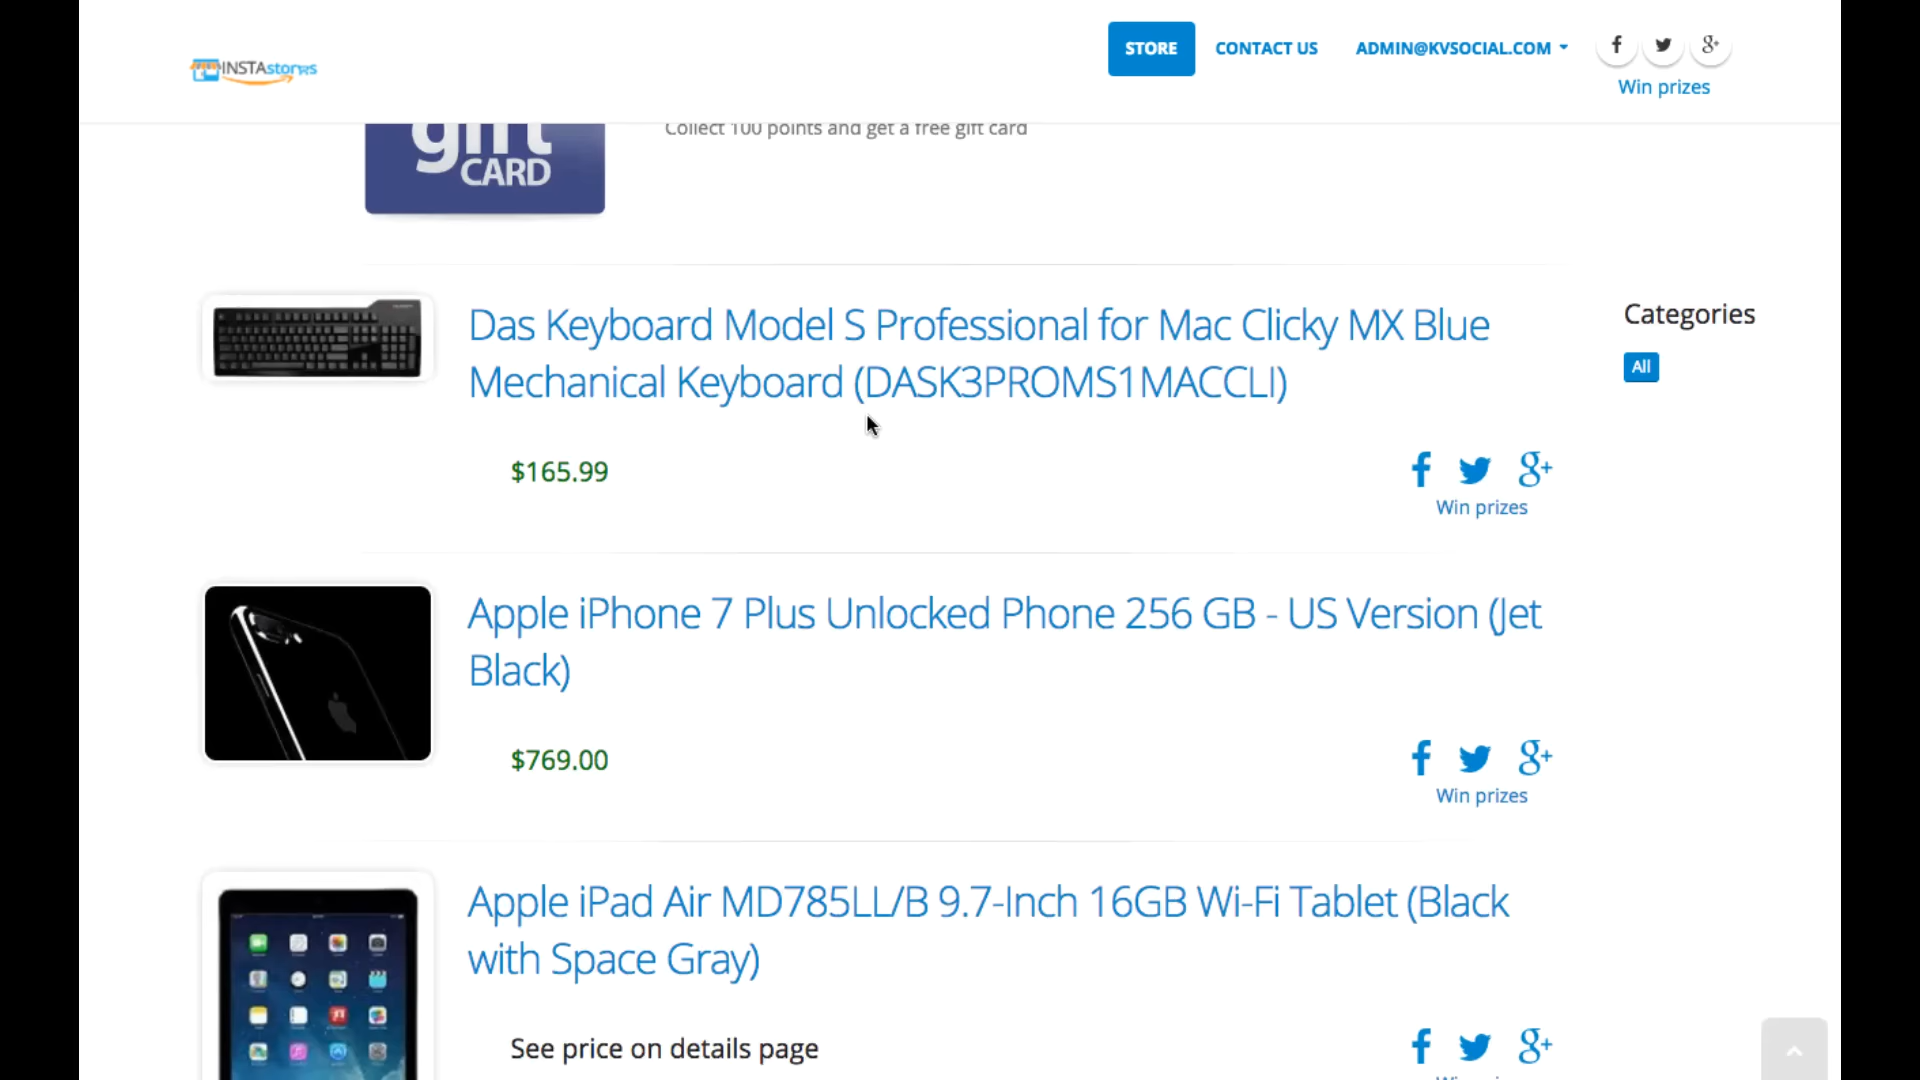 INSTAstorrrs
STORE
CONTACT US
ADMIN@KVSOCIAL.COM
Win prizes
gift
CARD
Collect 100 points and get a free gift card
Das Keyboard Model S Professional for Mac Clicky MX Blue
Mechanical Keyboard (DASK3PROMS1MACCLI)
$165.99
Win prizes
Categories
All
Apple iPhone 7 Plus Unlocked Phone 256 GB - US Version (Jet
Black)
$769.00
Win prizes
Apple iPad Air MD785LL/B 9.7-Inch 16GB Wi-Fi Tablet (Black
with Space Gray)
See price on details page